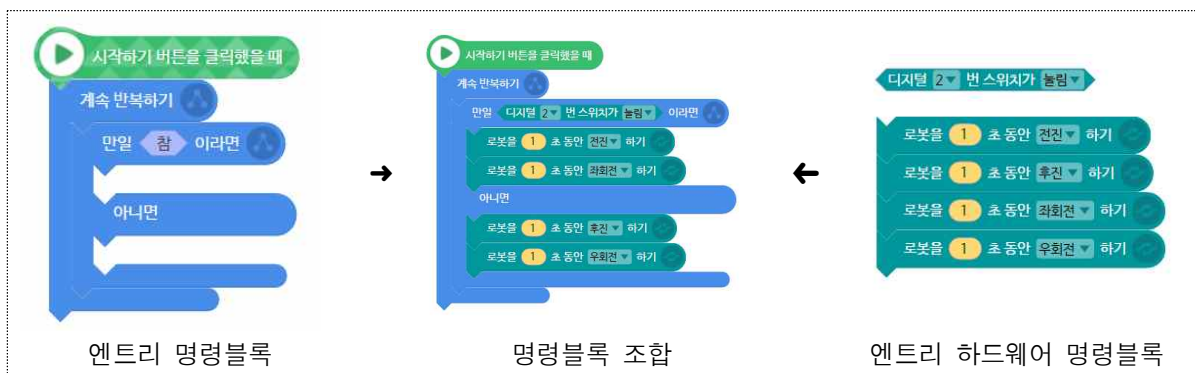 시작하기 버튼을 클릭했을 때
계속 반복하기
만일 참 이라면
아니면
엔트리 명령블록
➔
시작하기 버튼을 클릭했을 때
계속 반복하기
만일 디지털 2▼ 번 스위치가 눌림▼ 이라면
로봇을 1 초 동안 전진▼ 하기
로봇을 1 초 동안 좌회전▼ 하기
아니면
로봇을 1 초 동안 후진▼ 하기
로봇을 1 초 동안 우회전▼ 하기
명령블록 조합
←
디지털 2▼ 번 스위치가 눌림▼
로봇을 1 초 동안 전진▼ 하기
로봇을 1 초 동안 후진▼ 하기
로봇을 1 초 동안 좌회전▼ 하기
로봇을 1 초 동안 우회전▼ 하기
엔트리 하드웨어 명령블록